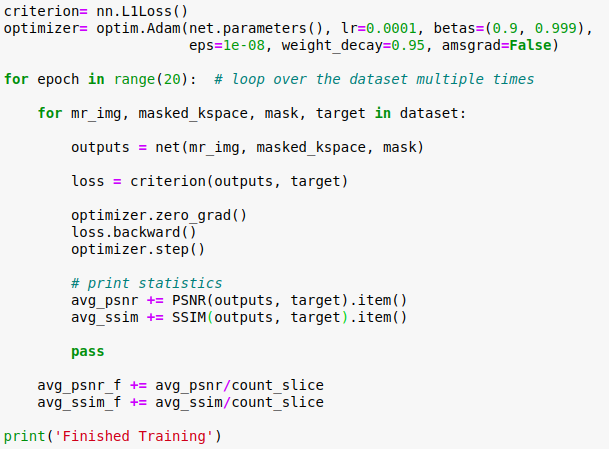 criterion= nn.L1Loss()
optimizer= optim.Adam(net.parameters(), lr=0.0001, betas=(0.9, 0.999),
                      eps=1e-08, weight_decay=0.95, amsgrad=False)
for epoch in range(20):  # loop over the dataset multiple times
    for mr_img, masked_kspace, mask, target in dataset:
        outputs = net(mr_img, masked_kspace, mask)
        loss = criterion(outputs, target)
        optimizer.zero_grad()
        loss.backward()
        optimizer.step()
        # print statistics
        avg_psnr += PSNR(outputs, target).item()
        avg_ssim += SSIM(outputs, target).item()
        pass
    avg_psnr_f += avg_psnr/count_slice
    avg_ssim_f += avg_ssim/count_slice
print('Finished Training')